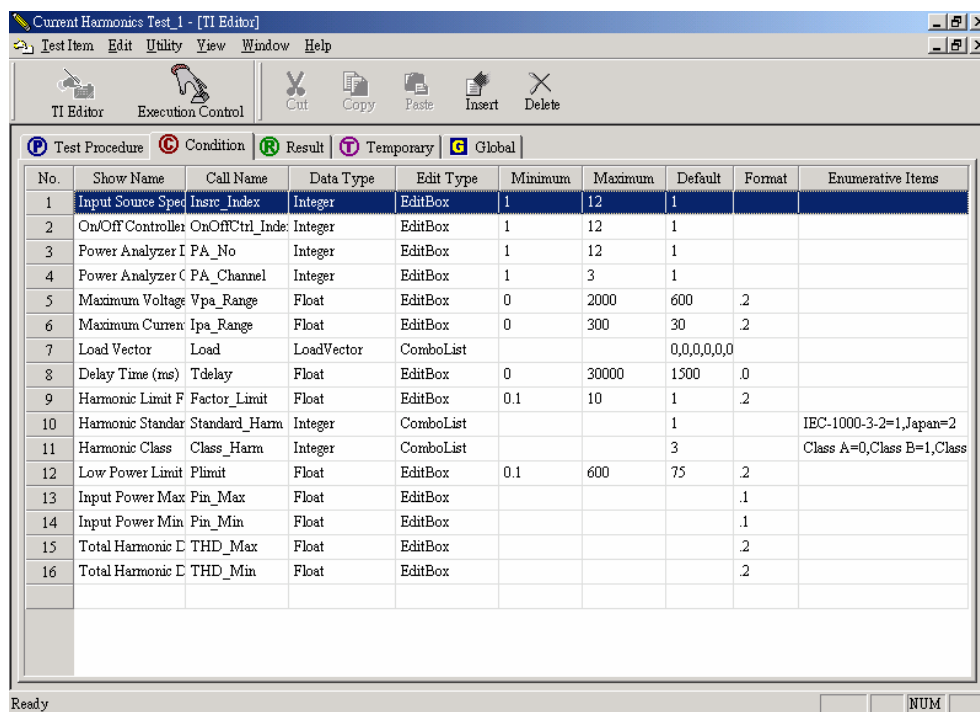 Current Harmonics Test_1 - [TI Editor]
Test Item Edit Utility View Window Help
TI Editor Execution Control Cut Copy Paste Insert Delete
P Test Procedure C Condition R Result T Temporary G Global
No. Show Name Call Name Data Type Edit Type Minimum Maximum Default Format Enumerative Items
1 Input Source Spec Insrc_Index Integer EditBox 1 12 1
2 On/Off Controller OnOffCtrl_Inde Integer EditBox 1 12 1
3 Power Analyzer I PA_No Integer EditBox 1 12 1
4 Power Analyzer C PA_Channel Integer EditBox 1 3 1
5 Maximum Voltage Vpa_Range Float EditBox 0 2000 600 .2
6 Maximum Curren Ipa_Range Float EditBox 0 300 30 .2
7 Load Vector Load LoadVector ComboList 0,0,0,0,0,0
8 Delay Time (ms) Tdelay Float EditBox 0 30000 1500 .0
9 Harmonic Limit F Factor_Limit Float EditBox 0.1 10 1 .2
10 Harmonic Standar Standard_Harm Integer ComboList 1 IEC-1000-3-2=1,Japan=2
11 Harmonic Class Class_Harm Integer ComboList 3 Class A=0,Class B=1,Class
12 Low Power Limit Plimit Float EditBox 0.1 600 75 .2
13 Input Power Max Pin_Max Float EditBox .1
14 Input Power Min Pin_Min Float EditBox .1
15 Total Harmonic D THD_Max Float EditBox .2
16 Total Harmonic D THD_Min Float EditBox .2
Ready NUM